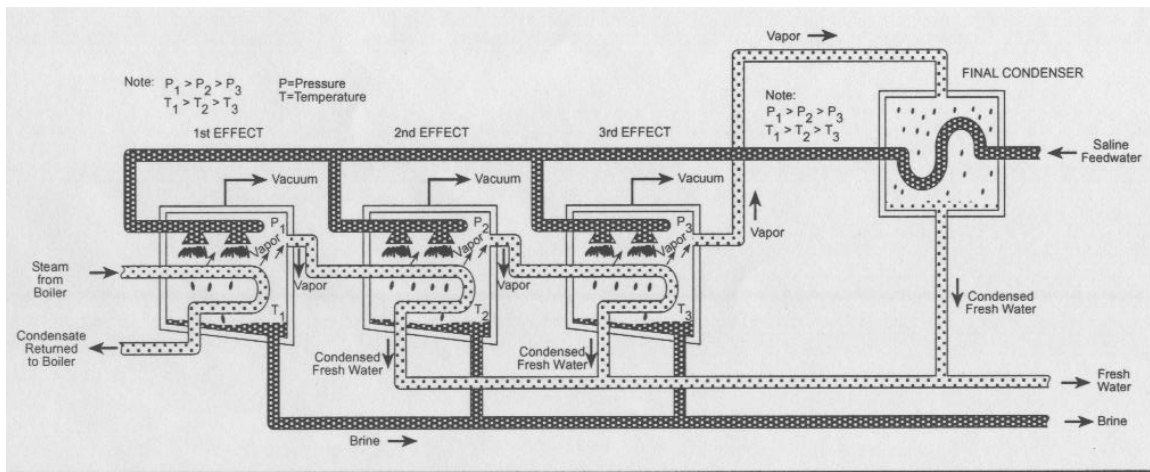 Vapor
FINAL CONDENSER
Note: P1 > P2 > P3
T1 > T2 > T3
P=Pressure
T=Temperature
Note:
P1 > P2 > P3
T1 > T2 > T3
1st EFFECT
2nd EFFECT
3rd EFFECT
Saline
Feedwater
Vacuum
Vacuum
Vacuum
P1
P2
P3
Vapor
Vapor
Vapor
Vapor
Steam
from
Boiler
Vapor
Vapor
T1
T2
T3
Condensed
Fresh Water
Condensate
Returned
to Boiler
Condensed
Fresh Water
Condensed
Fresh Water
Fresh
Water
Brine
Brine